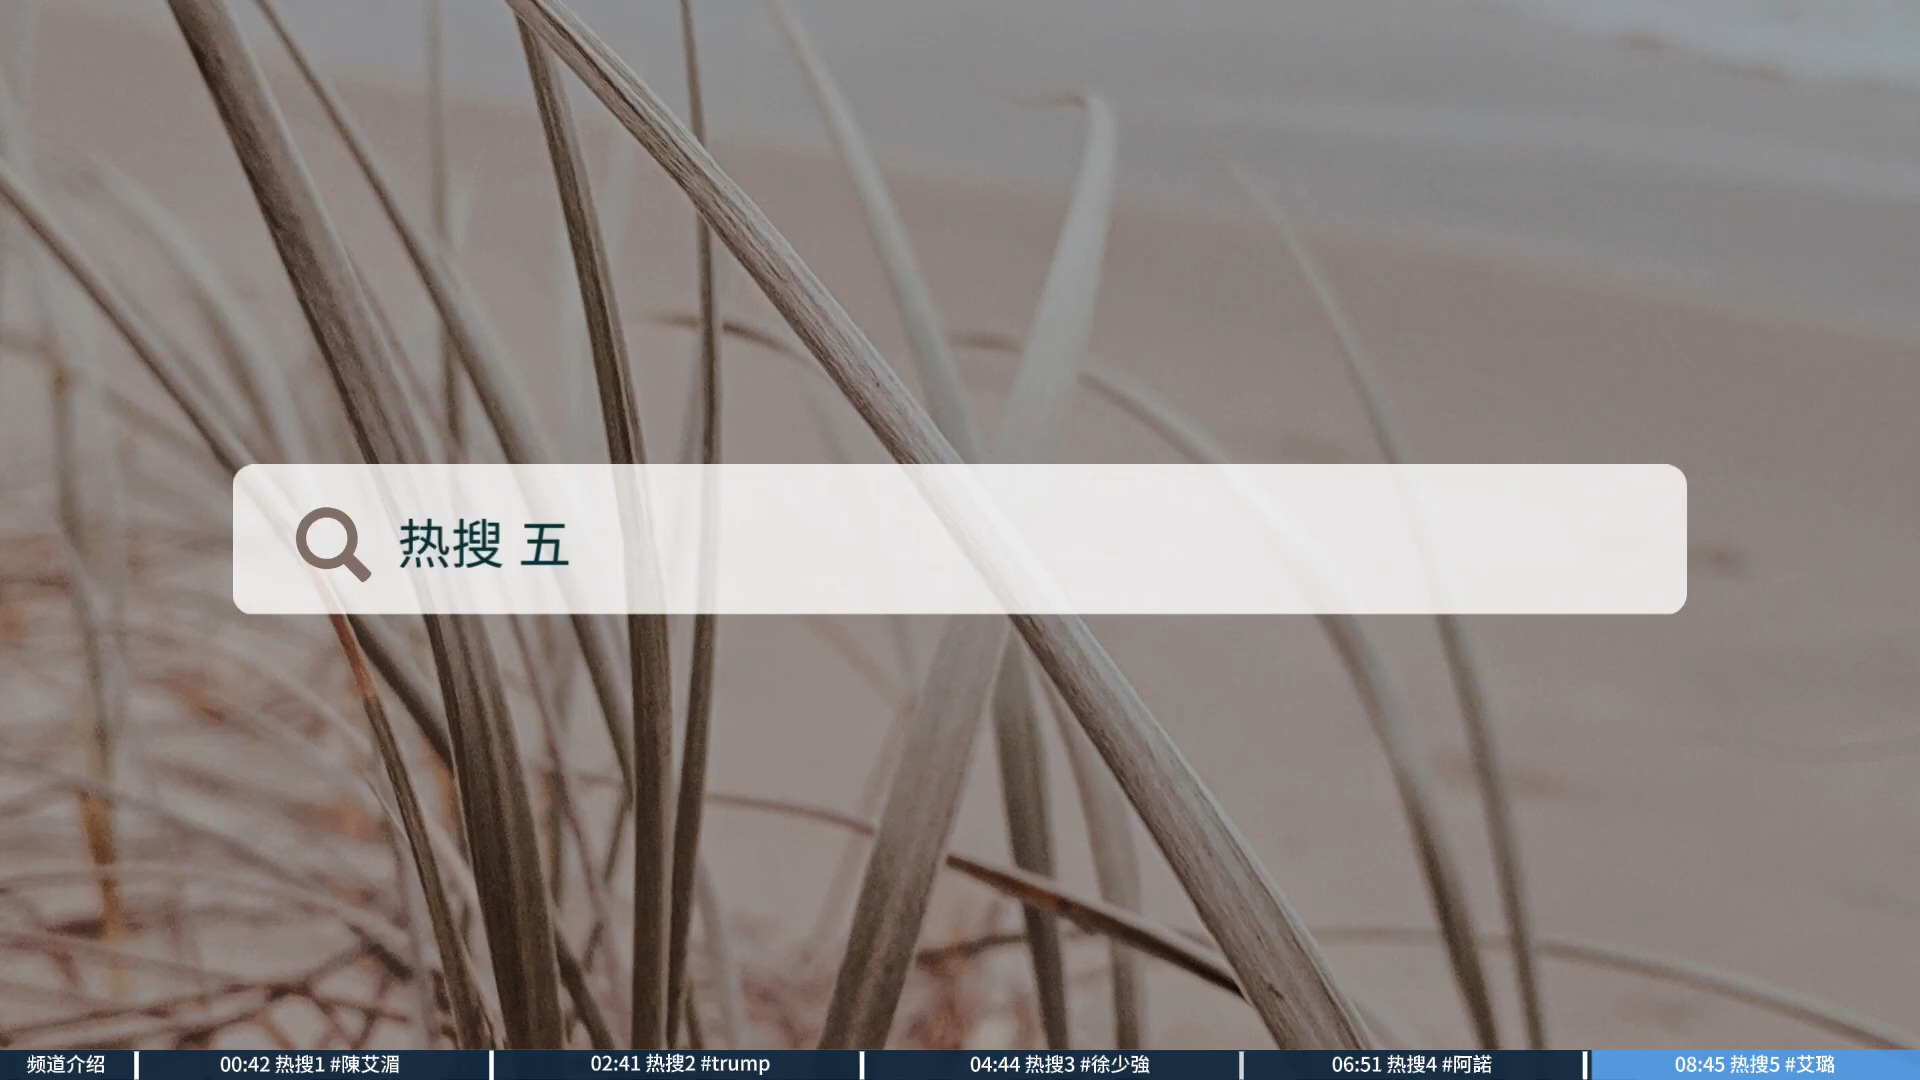 热搜 五
频道介绍
00:42 热搜1 #陳艾湄
02:41 热搜2 #trump
04:44 热搜3 #徐少強
06:51 热搜4 #阿諾
08:45 热搜5 #艾璐